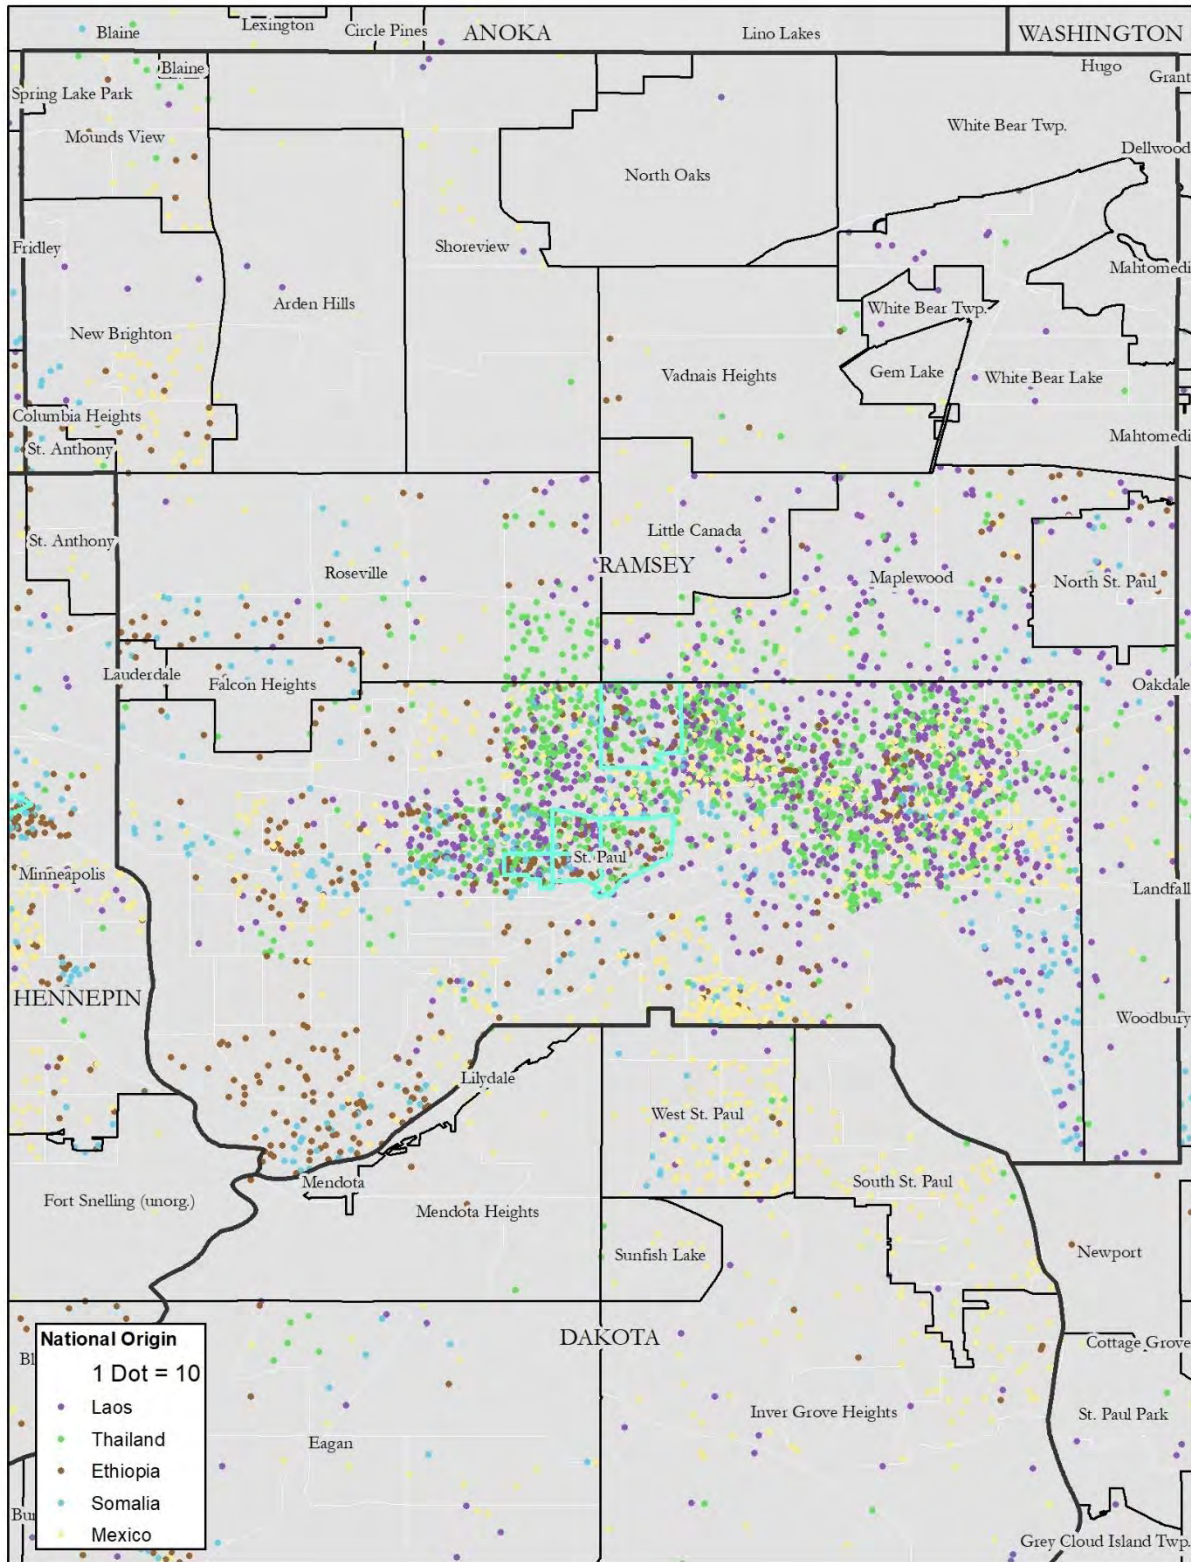 Blaine
Lexington
Circle Pines
ANOKA
Lino Lakes
WASHINGTON
Blaine
Hugo
Grant
Spring Lake Park
Mounds View
White Bear Twp.
Dellwood
North Oaks
Fridley
Shoreview
Mahtomedi
Arden Hills
White Bear Twp.
New Brighton
Vadnais Heights
Gem Lake
White Bear Lake
Columbia Heights
Mahtomedi
St. Anthony
St. Anthony
Little Canada
Roseville
RAMSEY
Maplewood
North St. Paul
Lauderdale
Falcon Heights
Oakdale
St. Paul
Minneapolis
Landfall
HENNEPIN
Woodbury
Lilydale
West St. Paul
Mendota
South St. Paul
Fort Snelling (unorg.)
Mendota Heights
Sunfish Lake
Newport
DAKOTA
Cottage Grove
Inver Grove Heights
St. Paul Park
Eagan
Grey Cloud Island Twp.
Bl
Bu
National Origin
1 Dot = 10
Laos
Thailand
Ethiopia
Somalia
Mexico